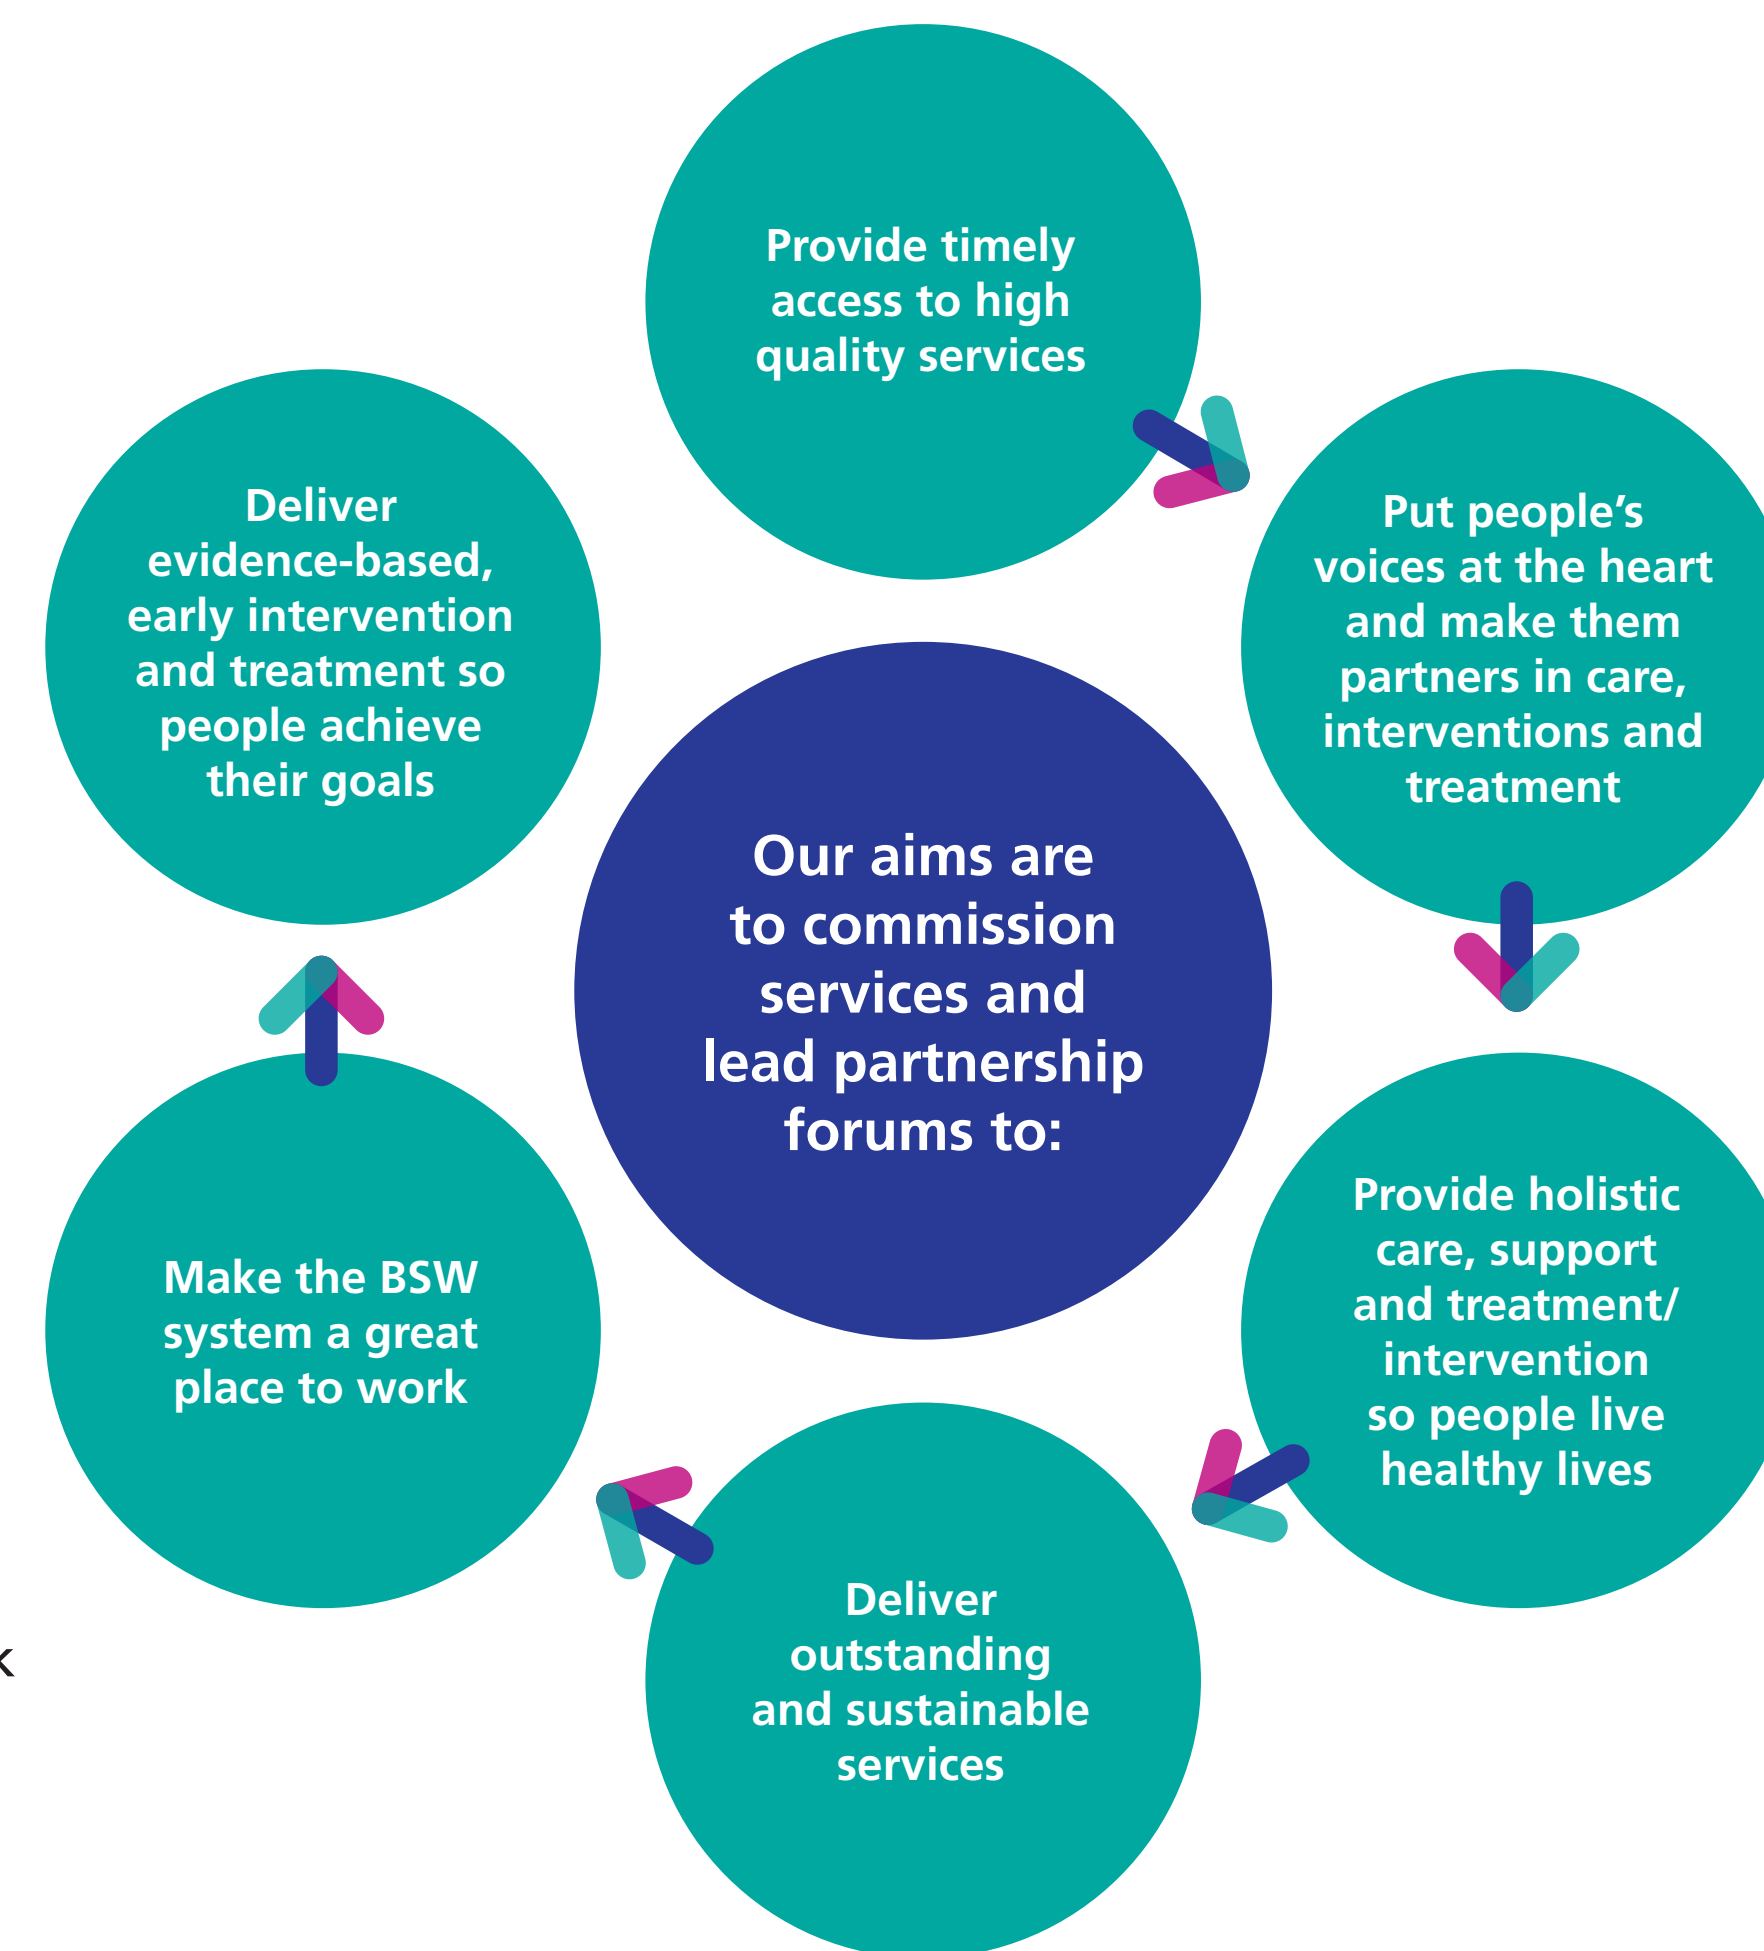 Provide timely
access to high
quality services
Put people’s
voices at the heart
and make them
partners in care,
interventions and
treatment
Provide holistic
care, support
and treatment/
intervention
so people live
healthy lives
Deliver
outstanding
and sustainable
services
Make the BSW
system a great
place to work
Deliver
evidence-based,
early intervention
and treatment so
people achieve
their goals
Our aims are
to commission
services and
lead partnership
forums to:
k